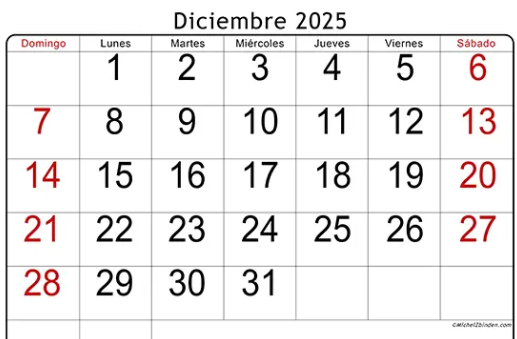 Diciembre 2025
Domingo Lunes Martes Miércoles Jueves Viernes Sábado
1 2 3 4 5 6
7 8 9 10 11 12 13
14 15 16 17 18 19 20
21 22 23 24 25 26 27
28 29 30 31
©MichelZbinden.com